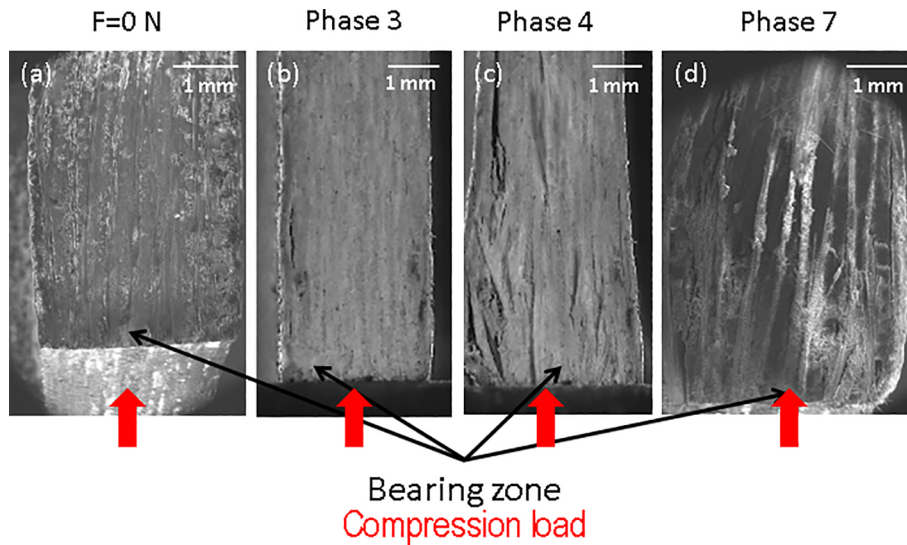 F=0 N
Phase 3
Phase 4
Phase 7
(a)
1 mm
(b)
1 mm
(c)
1 mm
(d)
1 mm
Bearing zone
Compression load